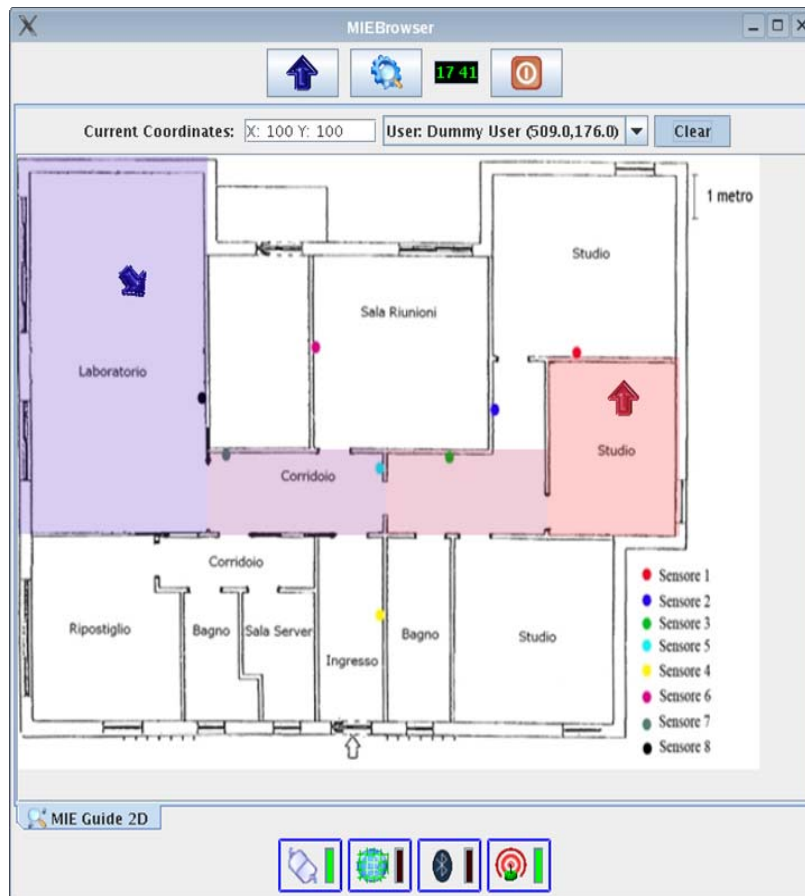 MIEBrowser
17 41
Current Coordinates: X: 100 Y: 100 User: Dummy User (509.0,176.0) Clear
1 metro
Studio
Sala Riunioni
Laboratorio
Studio
Corridoio
Corridoio
Ripostiglio
Bagno
Sala Server
Ingresso
Bagno
Studio
Sensore 1
Sensore 2
Sensore 3
Sensore 5
Sensore 4
Sensore 6
Sensore 7
Sensore 8
MIE Guide 2D